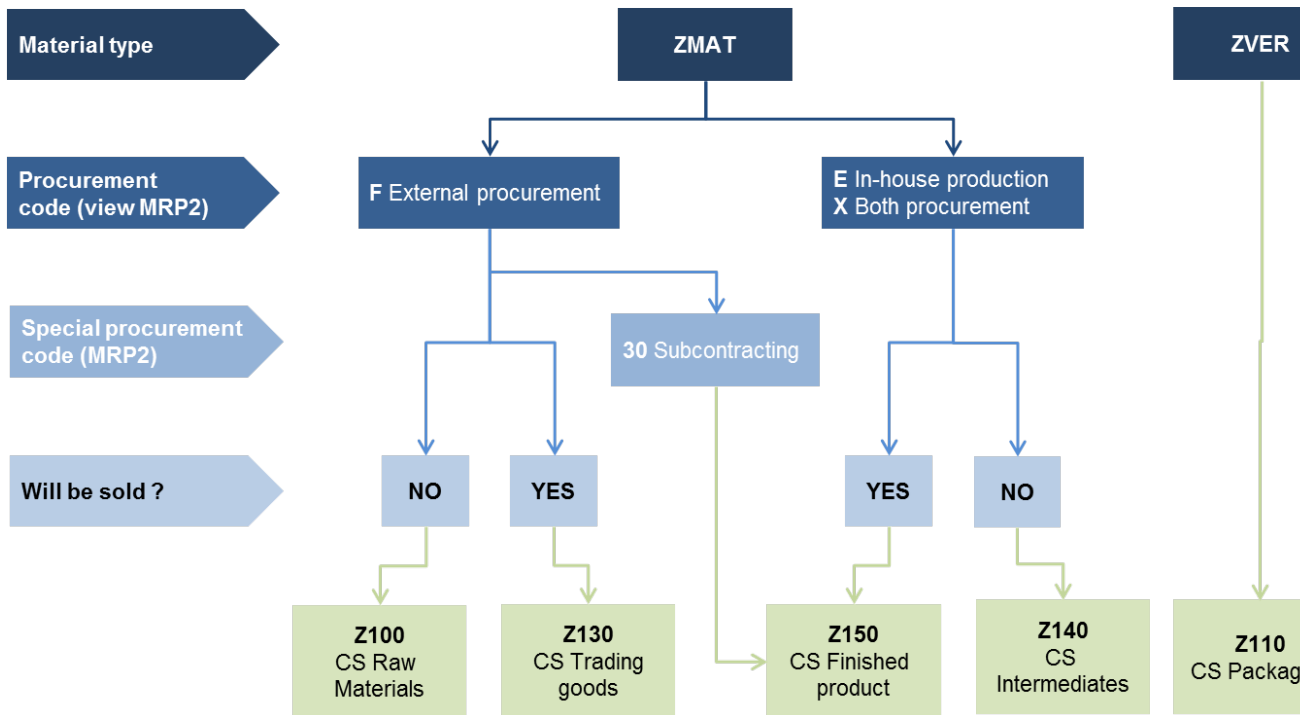 Material type
ZMAT
ZVER
Procurement
code (view MRP2)
F External procurement
E In-house production
X Both procurement
Special procurement
code (MRP2)
30 Subcontracting
Will be sold ?
NO
YES
YES
NO
Z100
CS Raw
Materials
Z130
CS Trading
goods
Z150
CS Finished
product
Z140
CS
Intermediates
Z110
CS